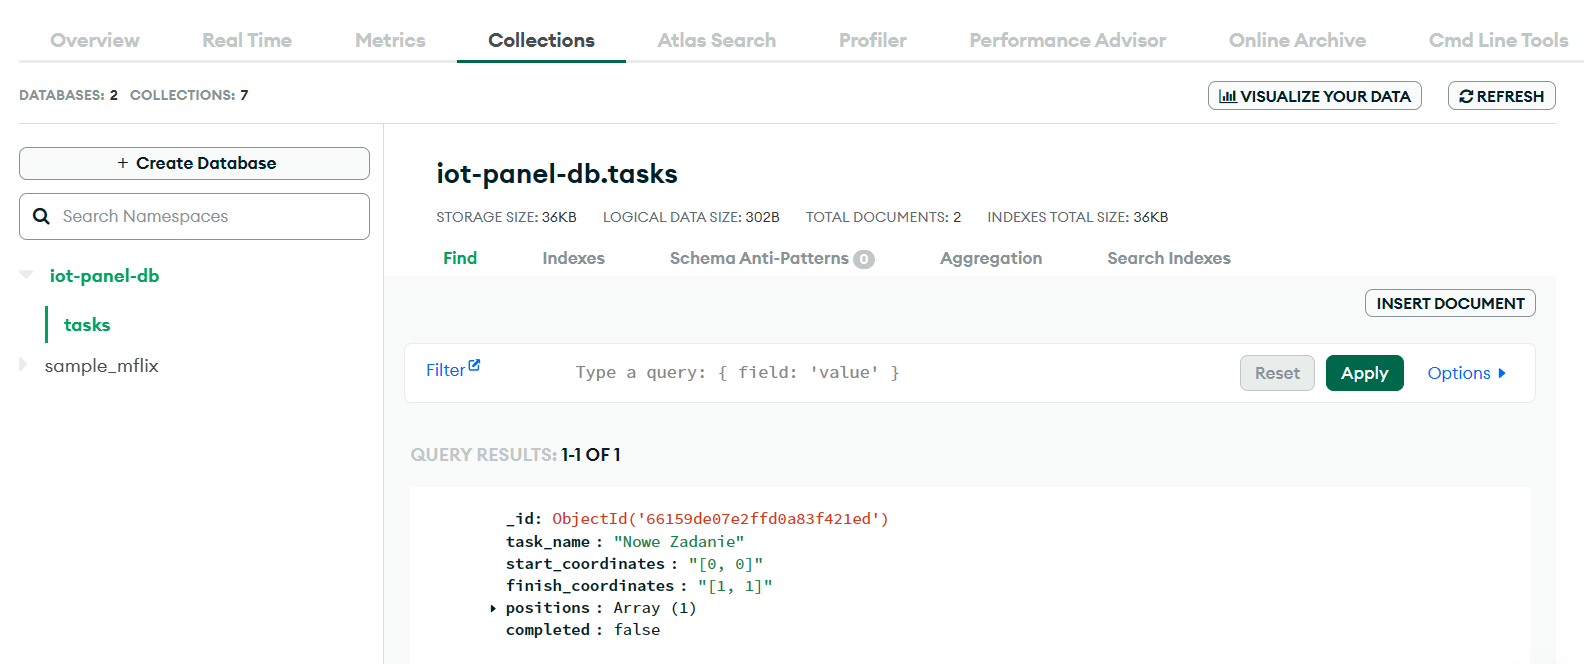 Overview Real Time Metrics Collections Atlas Search Profiler Performance Advisor Online Archive Cmd Line Tools
DATABASES: 2 COLLECTIONS: 7
VISUALIZE YOUR DATA
REFRESH
+ Create Database
Search Namespaces
iot-panel-db
tasks
sample_mflix
iot-panel-db.tasks
STORAGE SIZE: 36KB LOGICAL DATA SIZE: 302B TOTAL DOCUMENTS: 2 INDEXES TOTAL SIZE: 36KB
Find Indexes Schema Anti-Patterns 0 Aggregation Search Indexes
INSERT DOCUMENT
Filter Type a query: { field: 'value' } Reset Apply Options
QUERY RESULTS: 1-1 OF 1
_id: ObjectId('66159de07e2ffd0a83f421ed')
task_name : "Nowe Zadanie"
start_coordinates : "[0, 0]"
finish_coordinates : "[1, 1]"
positions : Array (1)
completed : false